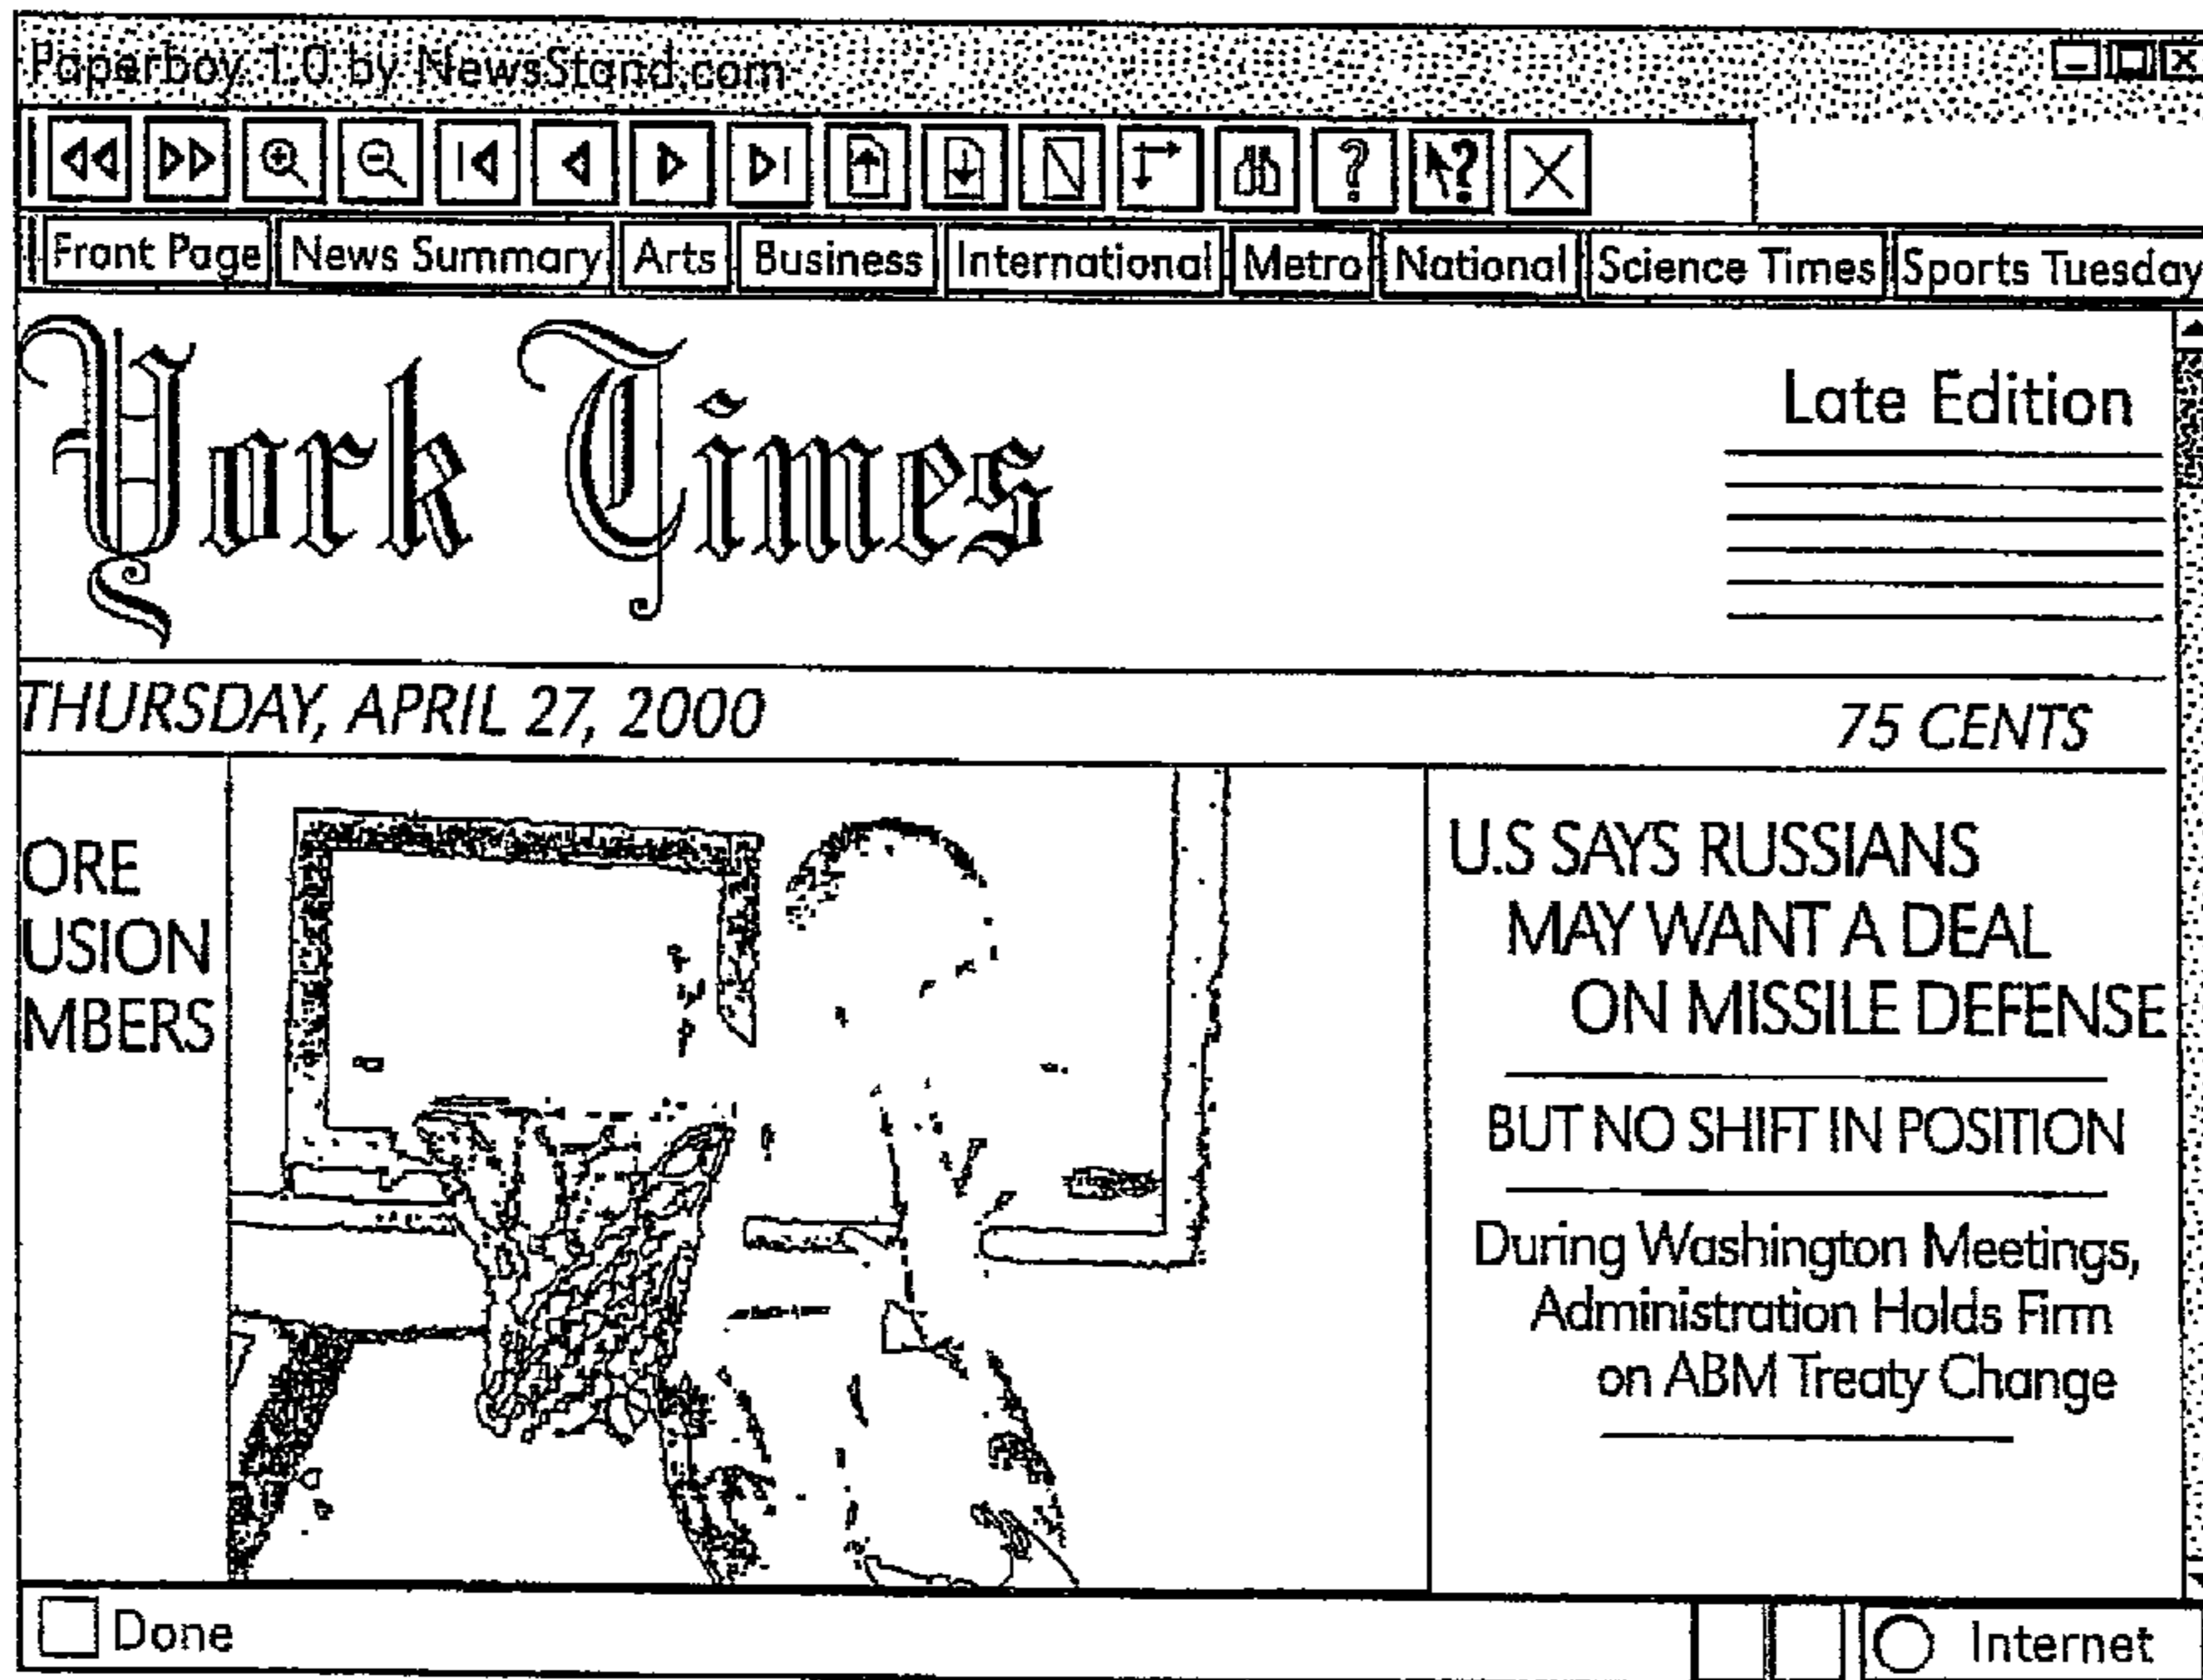 Paperboy 1.0 by NewsStand.com
Front Page News Summary Arts Business International Metro National Science Times Sports Tuesday
York Times
Late Edition
THURSDAY, APRIL 27, 2000
75 CENTS
ORE
USION
MBERS
U.S SAYS RUSSIANS
MAY WANT A DEAL
ON MISSILE DEFENSE
BUT NO SHIFT IN POSITION
During Washington Meetings,
Administration Holds Firm
on ABM Treaty Change
Done
Internet